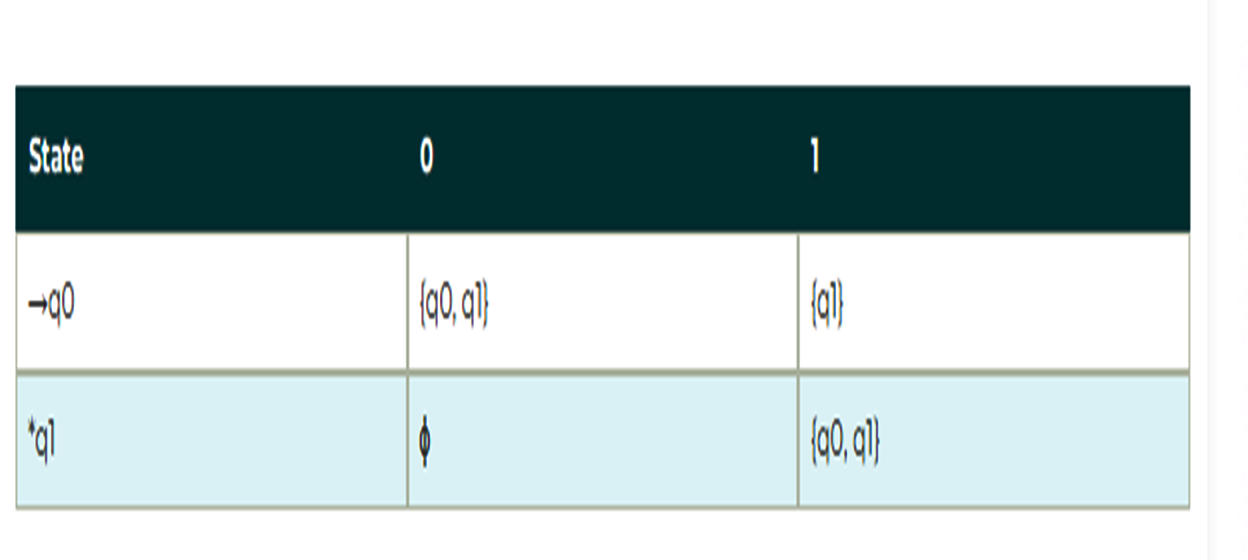 State 0 1
→q0 {q0, q1} {q1}
*q1 ϕ {q0, q1}